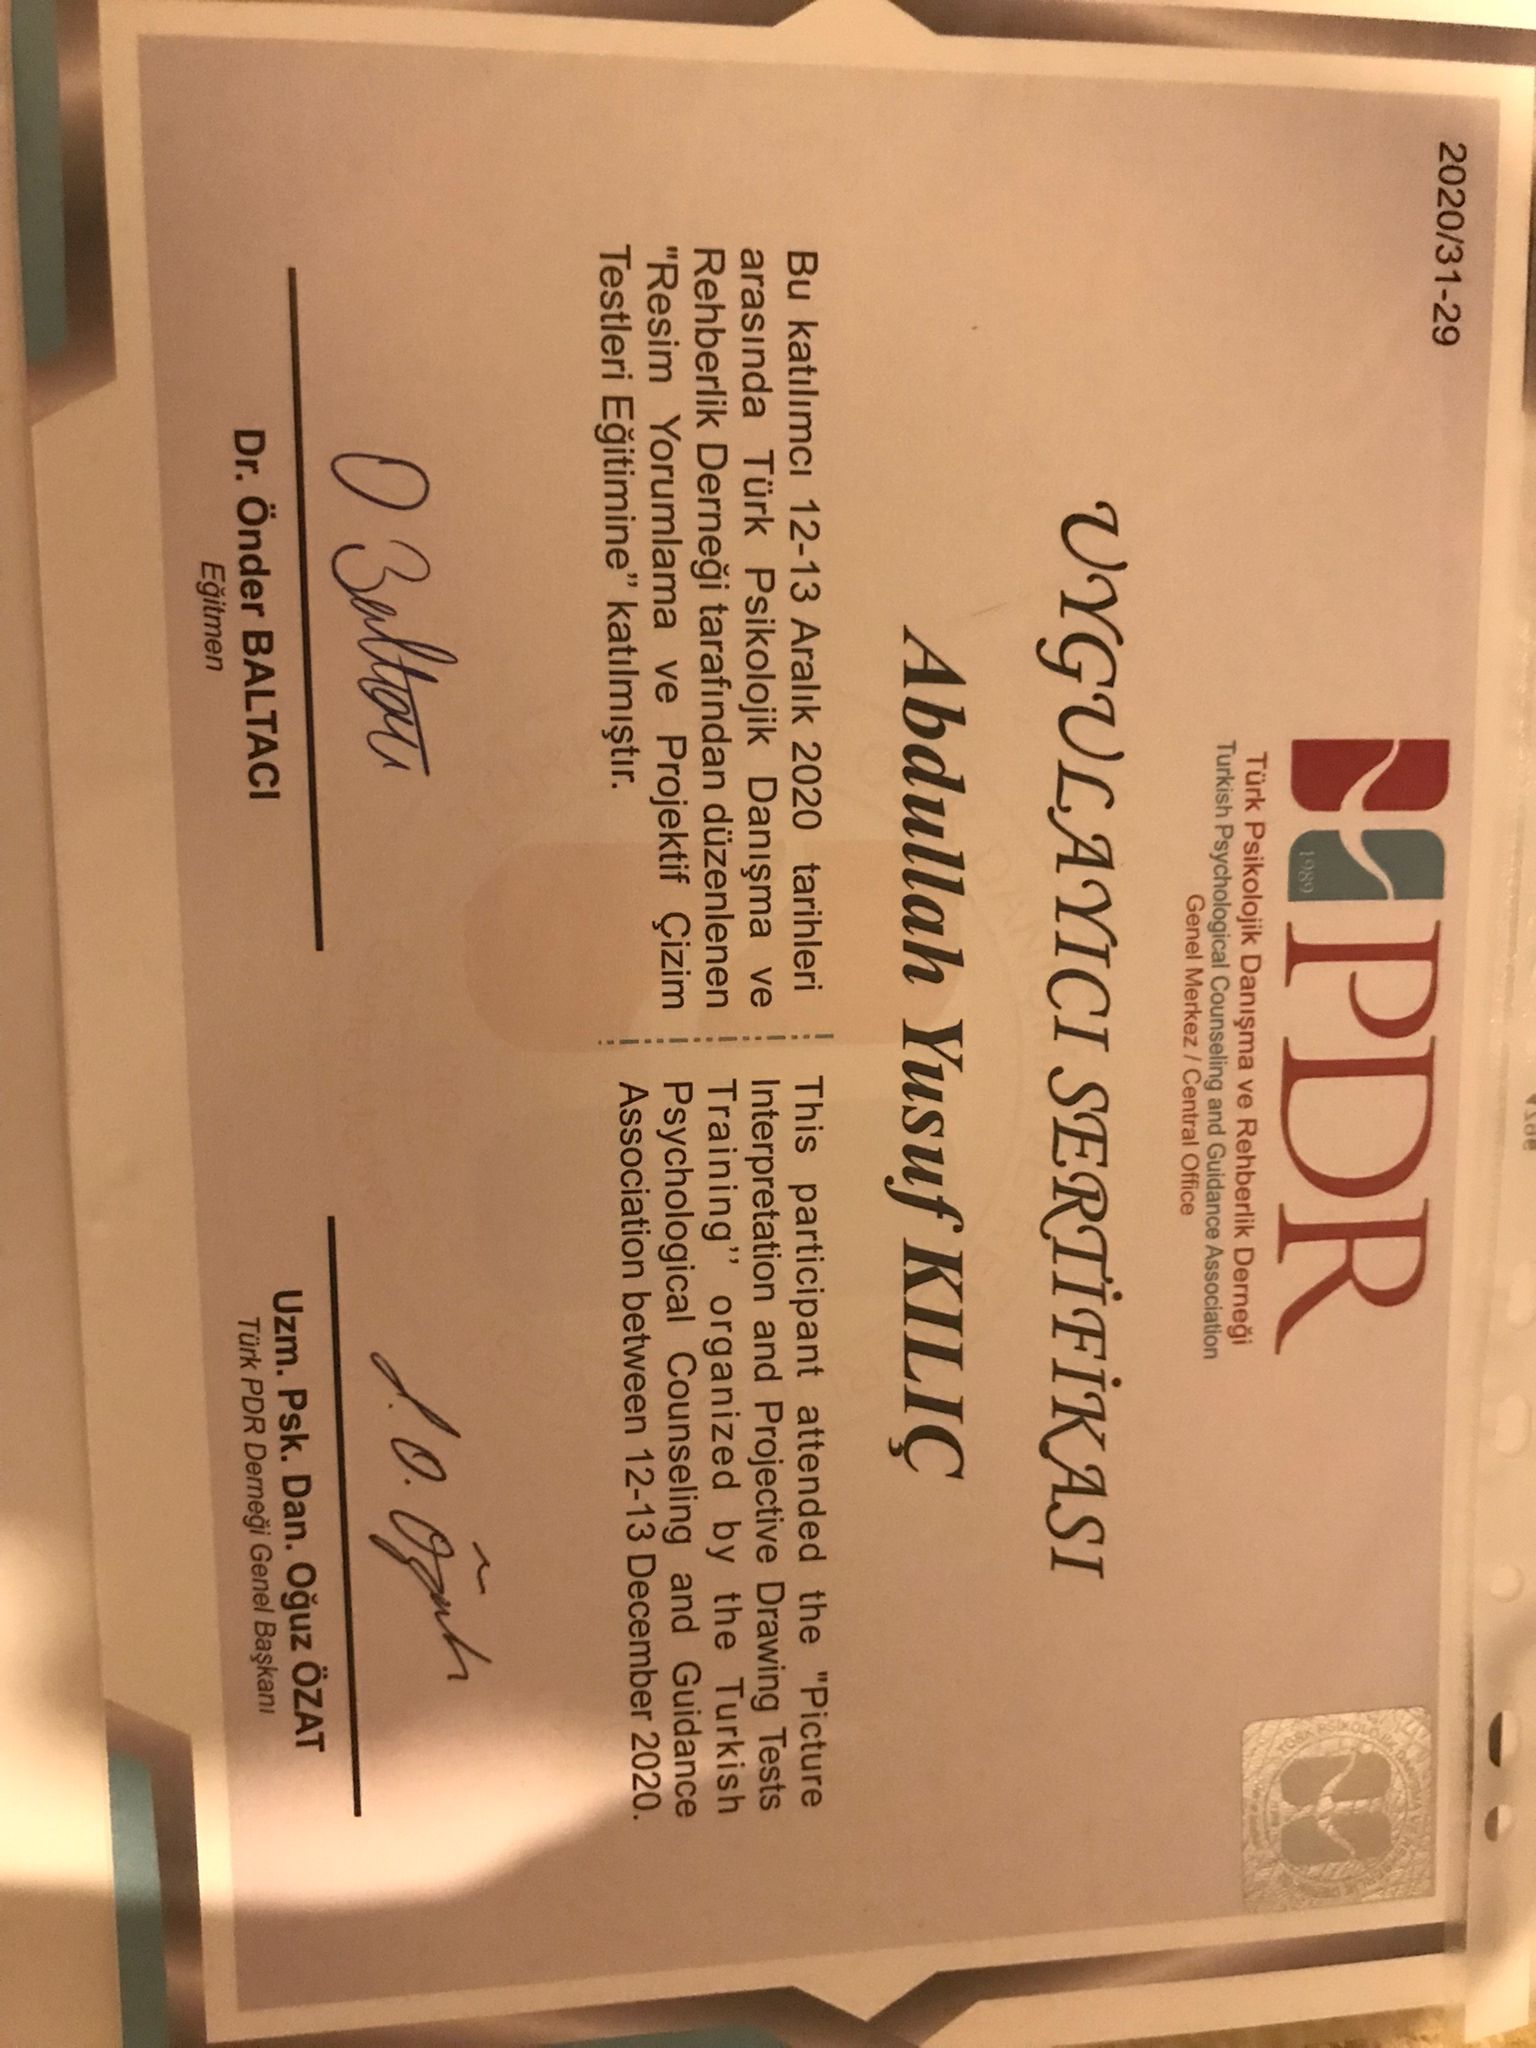 2020/31-29
PDR
1989
Türk Psikolojik Danışma ve Rehberlik Derneği
Turkish Psychological Counseling and Guidance Association
Genel Merkez / Central Office
UYGULAYICI SERTİFİKASI
Abdullah Yusuf KILIÇ
Bu katılımcı 12-13 Aralık 2020 tarihleri
arasında Türk Psikolojik Danışma ve
Rehberlik Derneği tarafından düzenlenen
"Resim Yorumlama ve Projektif Çizim
Testleri Eğitimine” katılmıştır.
This participant attended the "Picture
Interpretation and Projective Drawing Tests
Training’’ organized by the Turkish
Psychological Counseling and Guidance
Association between 12-13 December 2020.
Dr. Önder BALTACI
Eğitmen
Uzm. Psk. Dan. Oğuz ÖZAT
Türk PDR Derneği Genel Başkanı